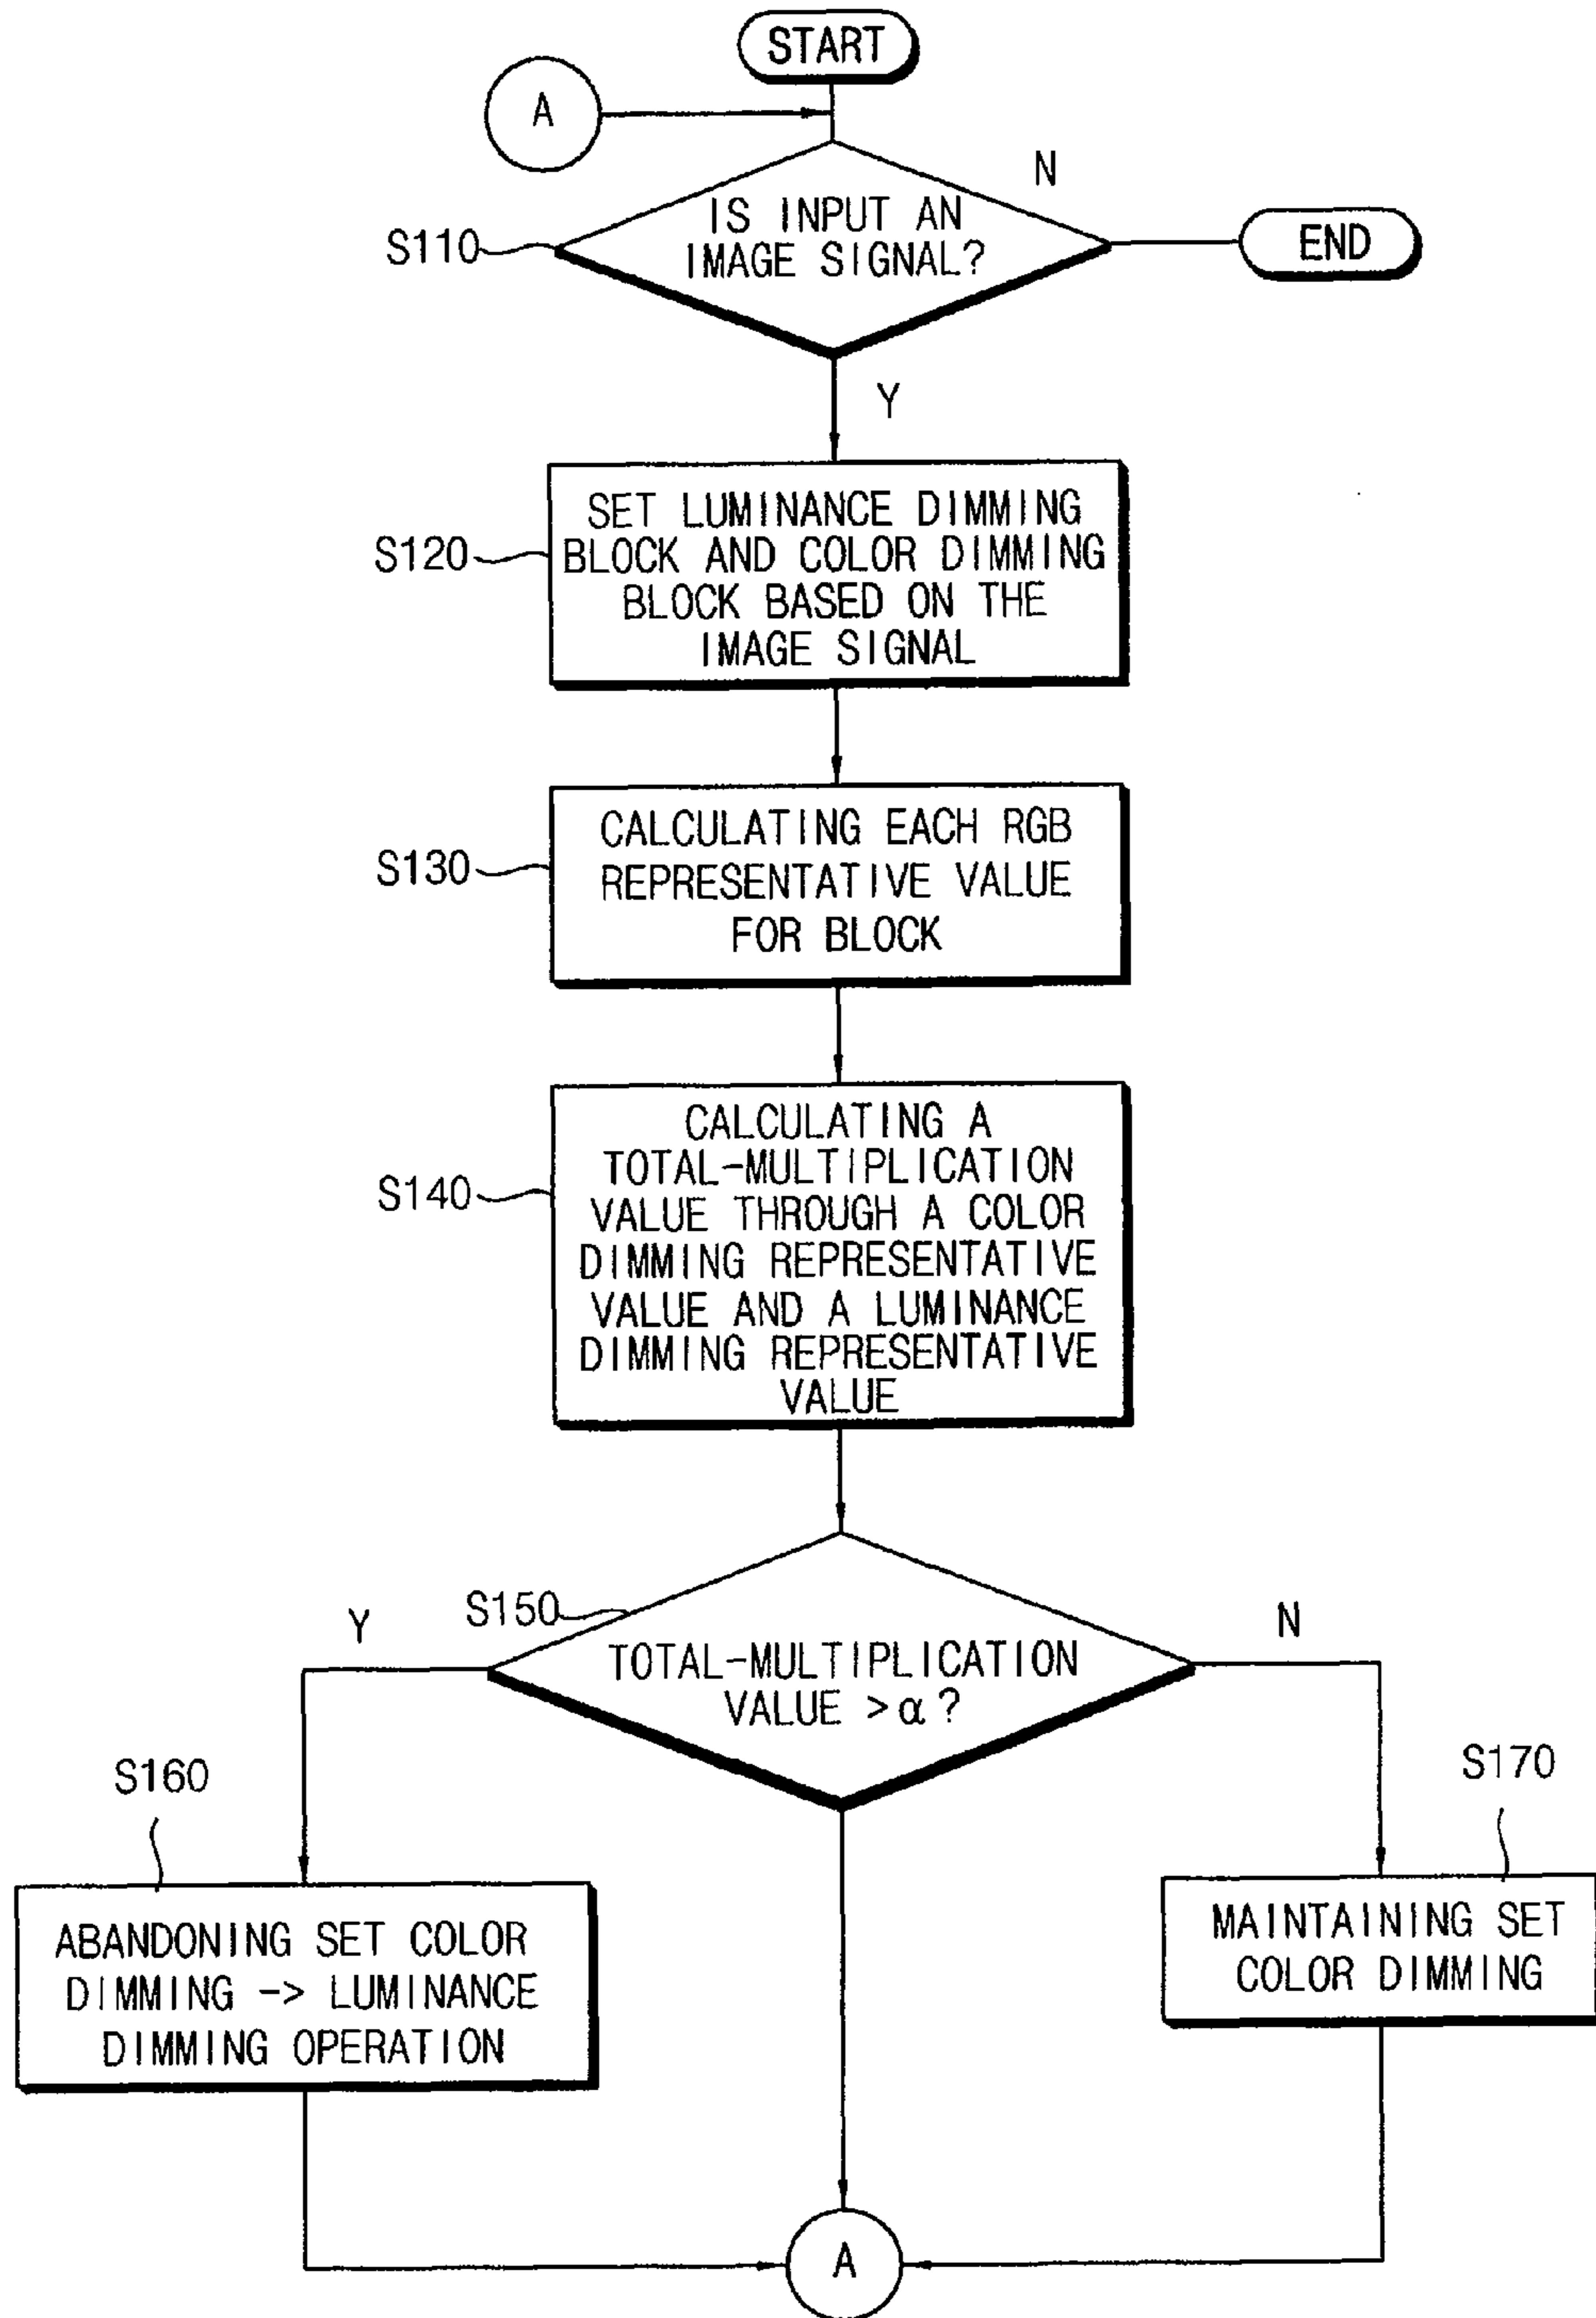 START
A
N
IS INPUT AN
IMAGE SIGNAL?
S110
END
Y
SET LUMINANCE DIMMING
BLOCK AND COLOR DIMMING
BLOCK BASED ON THE
IMAGE SIGNAL
S120
CALCULATING EACH RGB
REPRESENTATIVE VALUE
FOR BLOCK
S130
CALCULATING A
TOTAL-MULTIPLICATION
VALUE THROUGH A COLOR
DIMMING REPRESENTATIVE
VALUE AND A LUMINANCE
DIMMING REPRESENTATIVE
VALUE
S140
S150
Y
N
TOTAL-MULTIPLICATION
VALUE >α?
S160
S170
ABANDONING SET COLOR
DIMMING -> LUMINANCE
DIMMING OPERATION
MAINTAINING SET
COLOR DIMMING
A